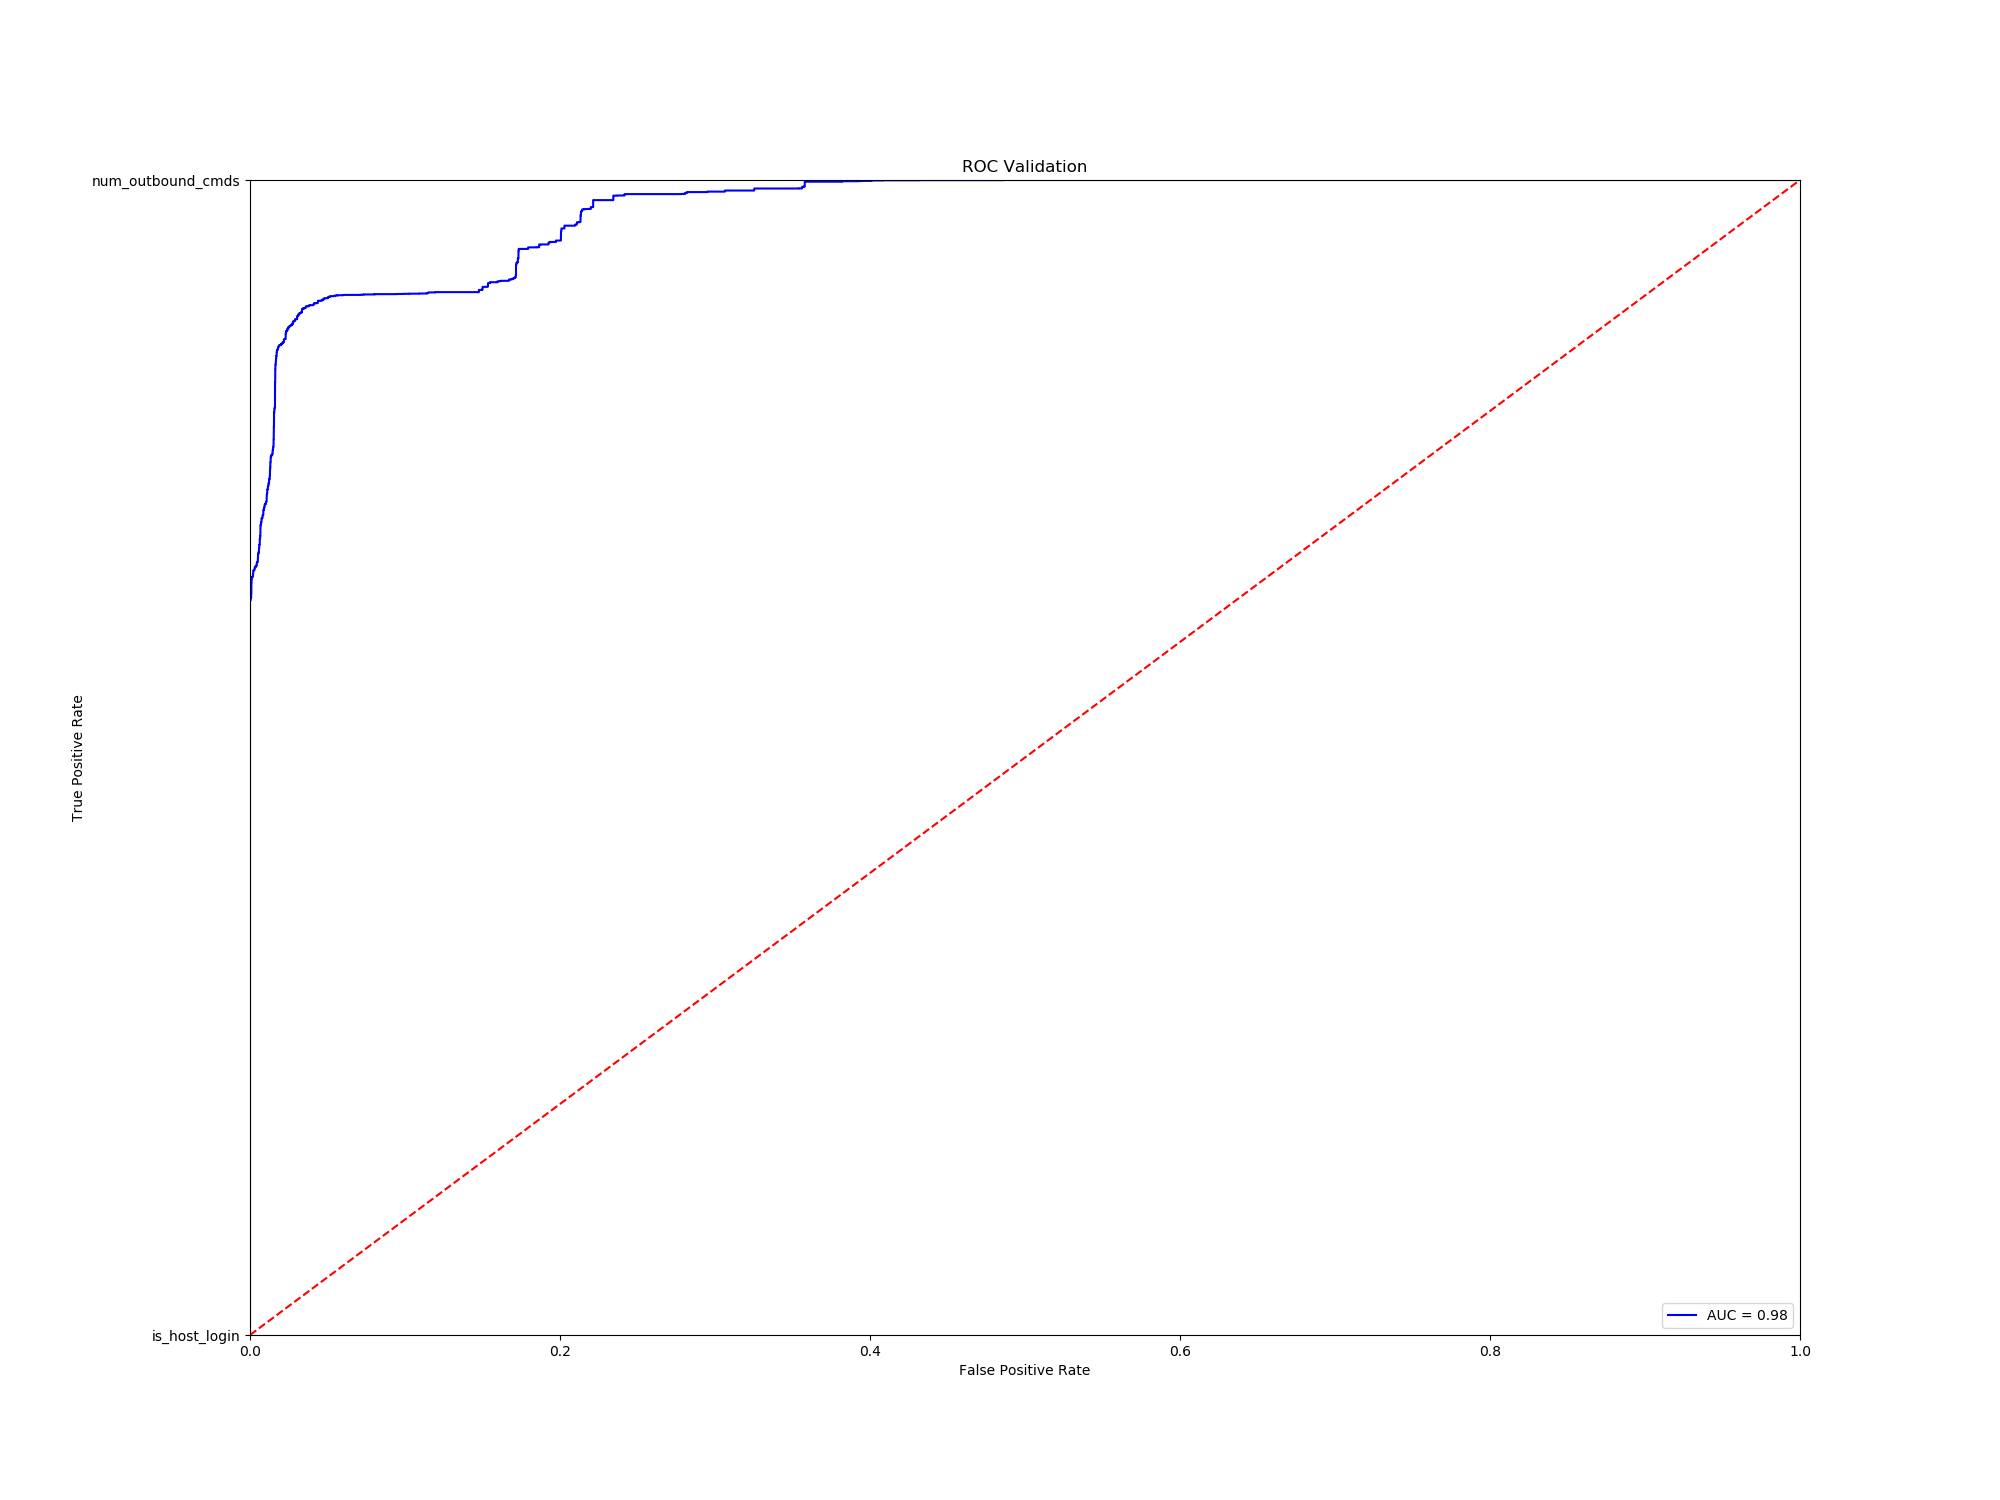 ROC Validation
num_outbound_cmds
True Positive Rate
is_host_login
AUC = 0.98
0.0 0.2 0.4 0.6 0.8 1.0
False Positive Rate